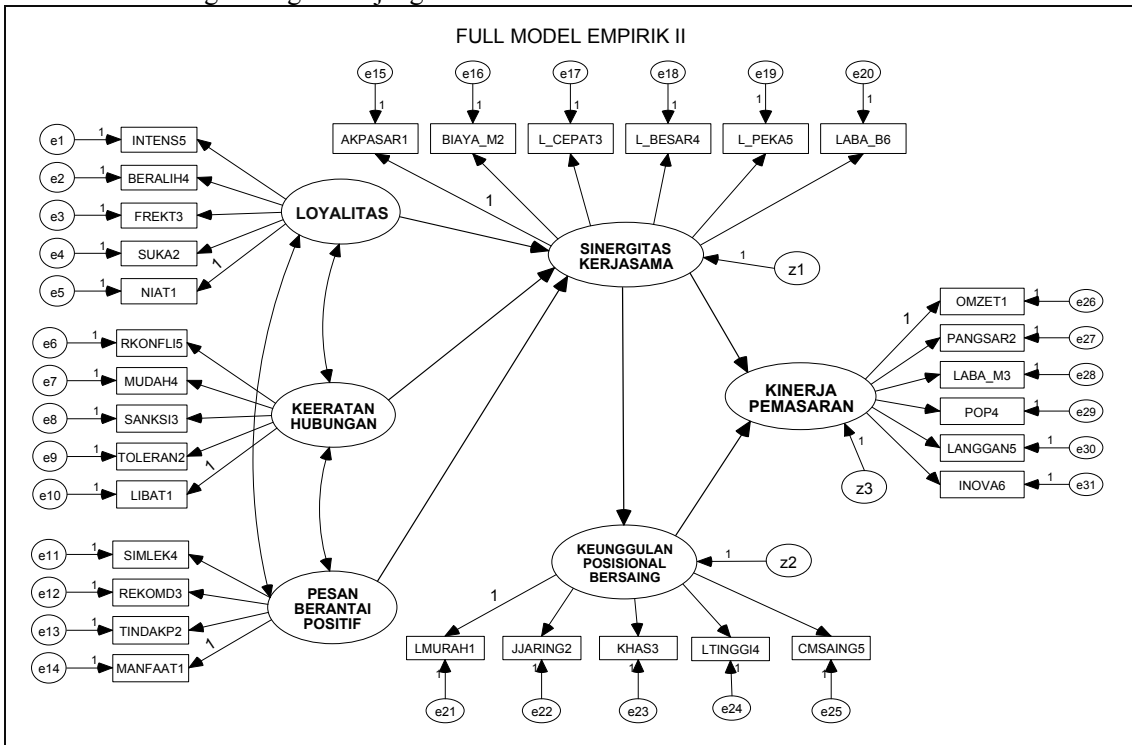 FULL MODEL EMPIRIK II
e15
e16
e17
e18
e19
e20
1
1
1
1
1
1
AKPASAR1
BIAYA_M2
L_CEPAT3
L_BESAR4
L_PEKA5
LABA_B6
1
e1
1
INTENS5
e2
1
BERALIH4
e3
1
FREKT3
e4
1
SUKA2
e5
1
NIAT1
1
LOYALITAS
SINERGITAS
KERJASAMA
1
z1
e6
1
RKONFLI5
e7
1
MUDAH4
e8
1
SANKSI3
e9
1
TOLERAN2
e10
1
LIBAT1
1
KEERATAN
HUBUNGAN
KINERJA
PEMASARAN
1
z3
1
OMZET1
1
e26
PANGSAR2
1
e27
LABA_M3
1
e28
POP4
1
e29
LANGGAN5
1
e30
INOVA6
1
e31
e11
1
SIMLEK4
e12
1
REKOMD3
e13
1
TINDAKP2
e14
1
MANFAAT1
1
PESAN
BERANTAI
POSITIF
KEUNGGULAN
POSISIONAL
BERSAING
1
z2
1
LMURAH1
JJARING2
KHAS3
LTINGGI4
CMSAING5
1
1
1
1
1
e21
e22
e23
e24
e25